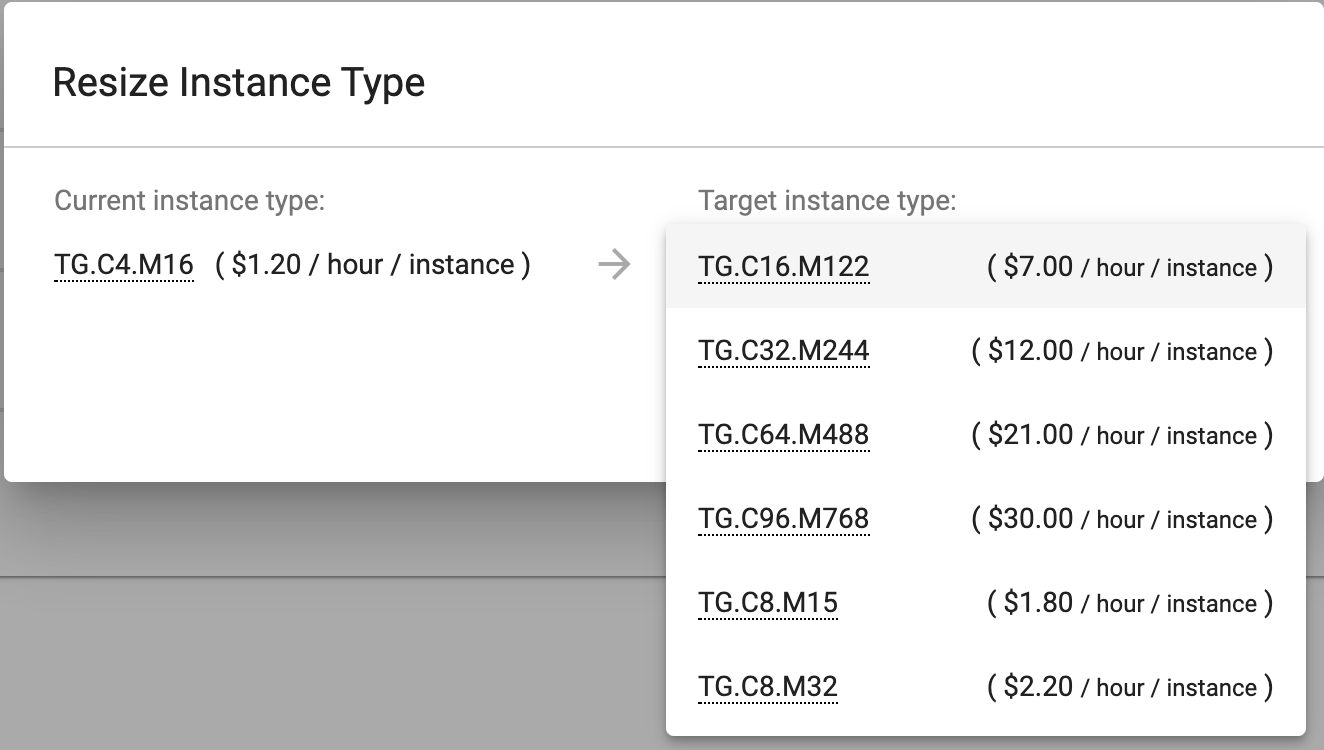 Resize Instance Type
Current instance type:
TG.C4.M16 ( $1.20 / hour / instance )
Target instance type:
TG.C16.M122 ( $7.00 / hour / instance )
TG.C32.M244 ( $12.00 / hour / instance )
TG.C64.M488 ( $21.00 / hour / instance )
TG.C96.M768 ( $30.00 / hour / instance )
TG.C8.M15 ( $1.80 / hour / instance )
TG.C8.M32 ( $2.20 / hour / instance )